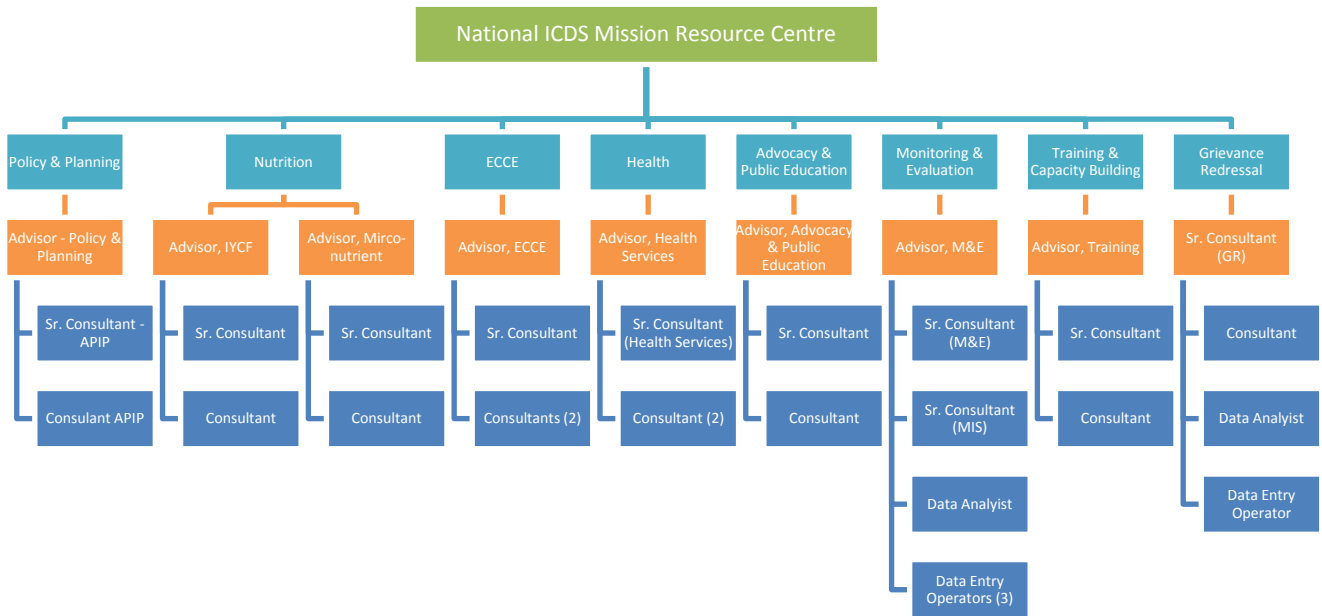 National ICDS Mission Resource Centre
Policy & Planning
Nutrition
ECCE
Health
Advocacy &
Public Education
Monitoring &
Evaluation
Training &
Capacity Building
Grievance
Redressal
Advisor - Policy &
Planning
Advisor, IYCF
Advisor, Mirco-
nutrient
Advisor, ECCE
Advisor, Health
Services
Advisor, Advocacy
& Public
Education
Advisor, M&E
Advisor, Training
Sr. Consultant
(GR)
Sr. Consultant -
APIP
Sr. Consultant
Sr. Consultant
Sr. Consultant
Sr. Consultant
(Health Services)
Sr. Consultant
Sr. Consultant
(M&E)
Sr. Consultant
Consultant
Consulant APIP
Consultant
Consultant
Consultants (2)
Consultant (2)
Consultant
Sr. Consultant
(MIS)
Consultant
Data Analyist
Data Analyist
Data Entry
Operator
Data Entry
Operators (3)